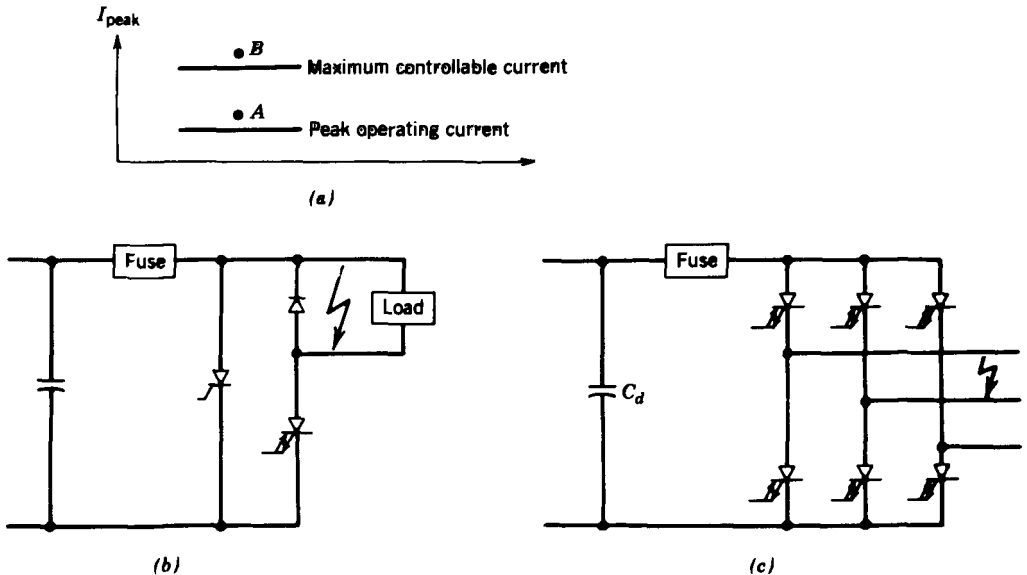 I_peak
B
Maximum controllable current
A
Peak operating current
(a)
Fuse
Load
(b)
Fuse
C_d
(c)